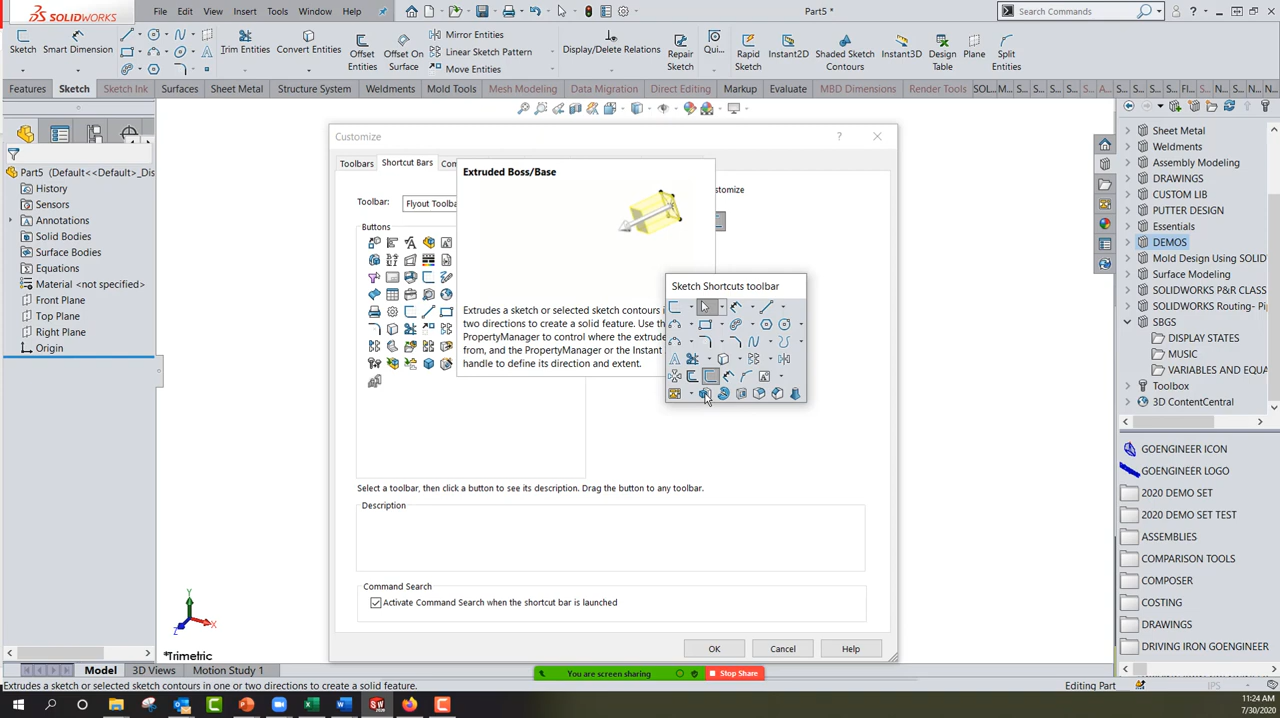 SOLIDWORKS
File
Edit
View
Insert
Tools
Window
Part5 *
Search Commands
Sketch
Smart Dimension
Trim Entities
Convert Entities
Offset Entities
Offset On Surface
Mirror Entities
Linear Sketch Pattern
Move Entities
Display/Delete Relations
Repair Sketch
Qui...
Rapid Sketch
Instant2D
Shaded Sketch Contours
Instant3D
Design Table
Plane
Split Entities
Features
Sketch
Sketch Ink
Surfaces
Sheet Metal
Structure System
Weldments
Mold Tools
Mesh Modeling
Data Migration
Direct Editing
Markup
Evaluate
MBD Dimensions
Render Tools
SOL...
Part5 (Default<<Default>_Dis
History
Sensors
Annotations
Solid Bodies
Surface Bodies
Equations
Material <not specified>
Front Plane
Top Plane
Right Plane
Origin
Customize
?
Toolbars
Shortcut Bars
Com
Toolbar:
Flyout Toolba
Buttons
Extruded Boss/Base
Extrudes a sketch or selected sketch contours i
two directions to create a solid feature. Use th
PropertyManager to control where the extrude
from, and the PropertyManager or the Instant
handle to define its direction and extent.
stomize
Sketch Shortcuts toolbar
Select a toolbar, then click a button to see its description. Drag the button to any toolbar.
Description
Command Search
Activate Command Search when the shortcut bar is launched
OK
Cancel
Help
Sheet Metal
Weldments
Assembly Modeling
DRAWINGS
CUSTOM LIB
PUTTER DESIGN
Essentials
DEMOS
Mold Design Using SOLID
Surface Modeling
SOLIDWORKS P&R CLASS
SOLIDWORKS Routing- Pi
SBGS
DISPLAY STATES
MUSIC
VARIABLES AND EQUA
Toolbox
3D ContentCentral
GOENGINEER ICON
GOENGINEER LOGO
2020 DEMO SET
2020 DEMO SET TEST
ASSEMBLIES
COMPARISON TOOLS
COMPOSER
COSTING
DRAWINGS
DRIVING IRON GOENGINEER
Y
X
Z
*Trimetric
Model
3D Views
Motion Study 1
You are screen sharing
Stop Share
Extrudes a sketch or selected sketch contours in one or two directions to create a solid feature.
Editing Part
IPS
11:24 AM
7/30/2020